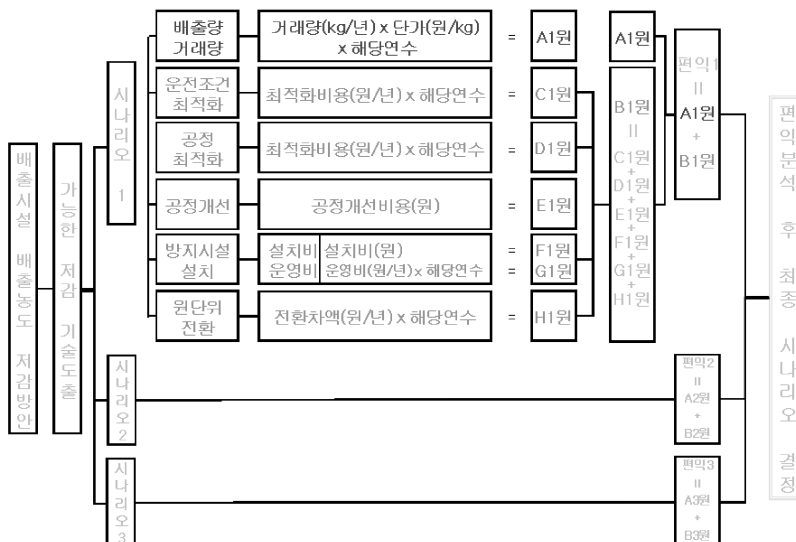 배출시설 배출농도 저감방안
가능한 저감 기술도출
시나리오 1
배출량 거래량
거래량(kg/년) x 단가(원/kg) x 해당연수
= A1원
운전조건 최적화
최적화비용(원/년) x 해당연수
= C1원
공정 최적화
최적화비용(원/년) x 해당연수
= D1원
공정개선
공정개선비용(원)
= E1원
방지시설 설치
설치비 설치비(원)
= F1원
운영비 운영비(원/년) x 해당연수
= G1원
원단위 전환
전환차액(원/년) x 해당연수
= H1원
A1원
B1원
=
C1원
+
D1원
+
E1원
+
F1원
+
G1원
+
H1원
편익1
=
A1원
+
B1원
시나리오2
편익2
=
A2원
+
B2원
시나리오3
편익3
=
A3원
+
B3원
편익분석 후 최종 시나리오 결정